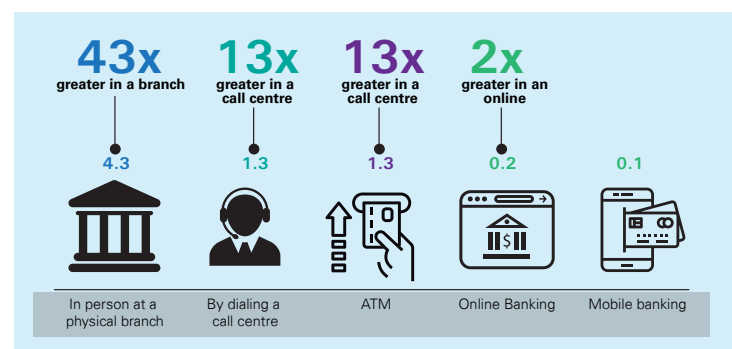 43x
greater in a branch
13x
greater in a
call centre
13x
greater in a
call centre
2x
greater in an
online
4.3
1.3
1.3
0.2
0.1
$
In person at a
physical branch
By dialing a
call centre
ATM
Online Banking
Mobile banking